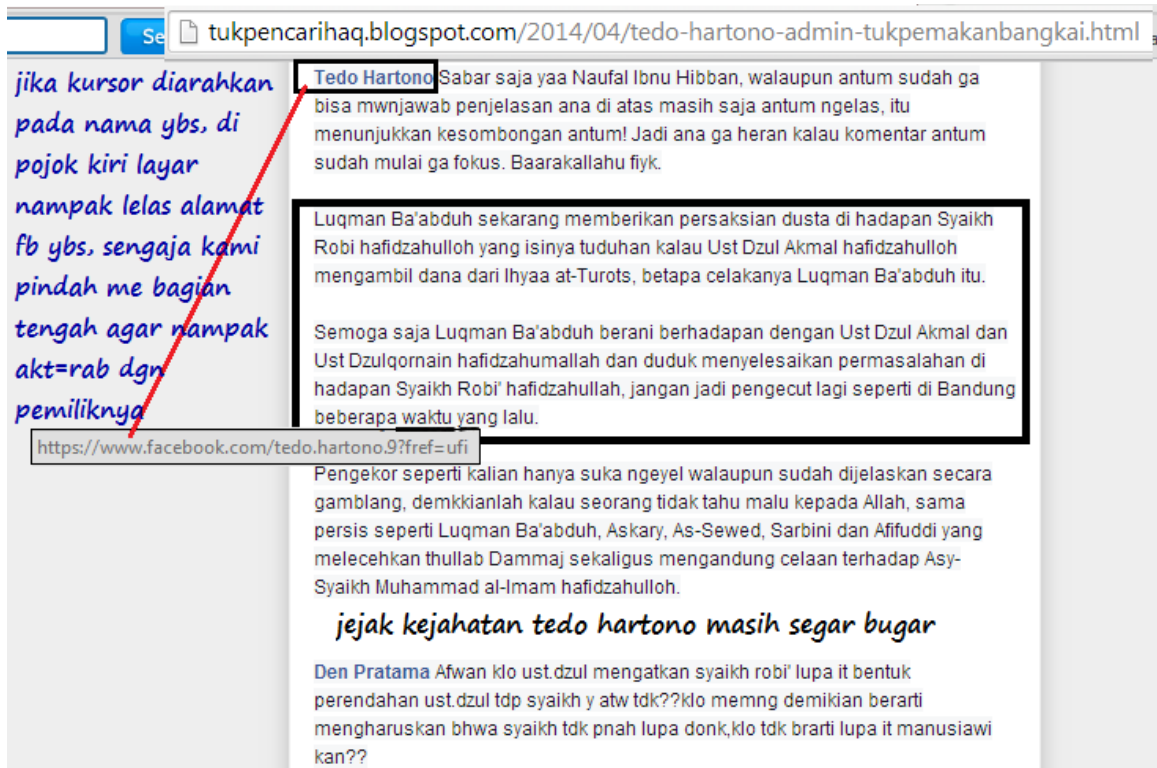 Se
tukpencarihaq.blogspot.com/2014/04/tedo-hartono-admin-tukpemakanbangkai.html
jika kursor diarahkan
pada nama ybs, di
pojok kiri layar
nampak lelas alamat
fb ybs, sengaja kami
pindah me bagian
tengah agar nampak
akt=rab dgn
pemiliknya
https://www.facebook.com/tedo.hartono.9?fref=ufi
Tedo Hartono Sabar saja yaa Naufal Ibnu Hibban, walaupun antum sudah ga
bisa mwnjawab penjelasan ana di atas masih saja antum ngelas, itu
menunjukkan kesombongan antum! Jadi ana ga heran kalau komentar antum
sudah mulai ga fokus. Baarakallahu fiyk.
Luqman Ba'abduh sekarang memberikan persaksian dusta di hadapan Syaikh
Robi hafidzahulloh yang isinya tuduhan kalau Ust Dzul Akmal hafidzahulloh
mengambil dana dari Ihyaa at-Turots, betapa celakanya Luqman Ba'abduh itu.
Semoga saja Luqman Ba'abduh berani berhadapan dengan Ust Dzul Akmal dan
Ust Dzulqornain hafidzahumallah dan duduk menyelesaikan permasalahan di
hadapan Syaikh Robi' hafidzahullah, jangan jadi pengecut lagi seperti di Bandung
beberapa waktu yang lalu.
Pengekor seperti kalian hanya suka ngeyel walaupun sudah dijelaskan secara
gamblang, demkkianlah kalau seorang tidak tahu malu kepada Allah, sama
persis seperti Luqman Ba'abduh, Askary, As-Sewed, Sarbini dan Afifuddi yang
melecehkan thullab Dammaj sekaligus mengandung celaan terhadap Asy-
Syaikh Muhammad al-Imam hafidzahulloh.
jejak kejahatan tedo hartono masih segar bugar
Den Pratama Afwan klo ust.dzul mengatkan syaikh robi' lupa it bentuk
perendahan ust.dzul tdp syaikh y atw tdk??klo memng demikian berarti
mengharuskan bhwa syaikh tdk pnah lupa donk,klo tdk brarti lupa it manusiawi
kan??